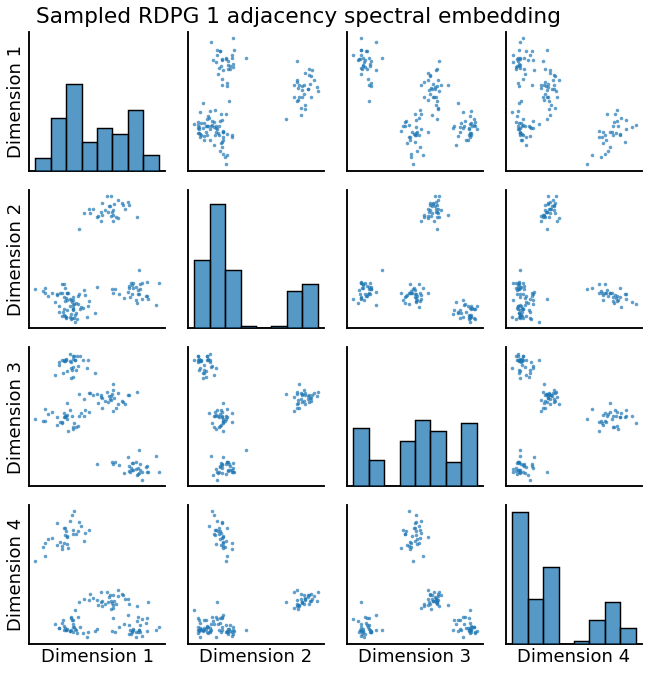 Sampled RDPG 1 adjacency spectral embedding
Dimension 1
Dimension 2
Dimension 3
Dimension 4
Dimension 1 Dimension 2 Dimension 3 Dimension 4